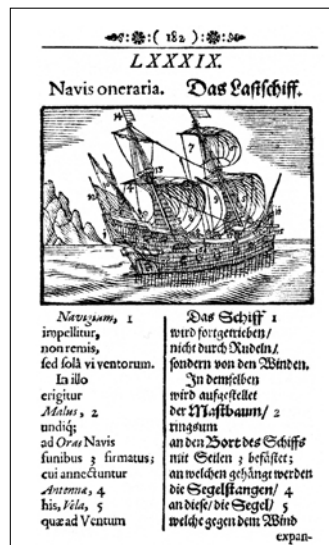 ( 182 )
LXXXIX.
Navis oneraria.
Das Laſtſchiff.
Navigium, 1
impellitur,
non remis,
ſed ſolâ vi ventorum.
In illo
erigitur
Malus, 2
undiq;
ad Oras Navis
funibus 3 firmatus;
cui annectuntur
Antennæ, 4
his, Vela, 5
quæ ad Ventum
Das Schiff 1
wird fortgetrieben/
nicht durch Rudeln/
ſondern von den Winden.
In demſelben
wird aufgeſtellet
der Maſtbaum/ 2
ringsum
an den Bort des Schiffs
mit Seilen 3 befäſtet;
an welchen gehängt werden
die Segelſtangen/ 4
an dieſe/ die Segel/ 5
welche gegen dem Wind
expan-